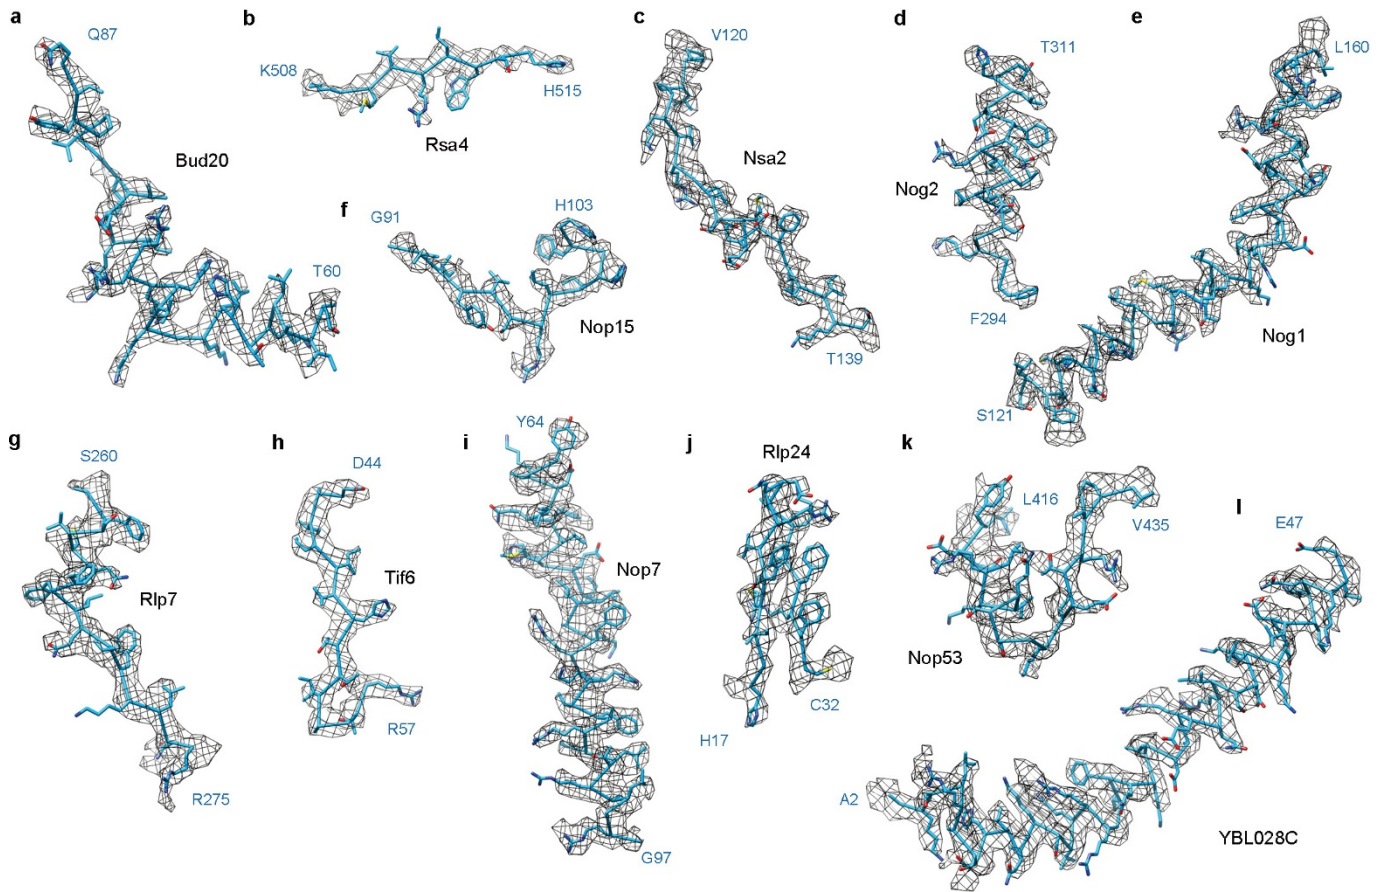 a
Q87
Bud20
T60
b
K508
H515
Rsa4
c
V120
Nsa2
T139
d
T311
Nog2
F294
e
L160
Nog1
S121
f
G91
H103
Nop15
g
S260
Rlp7
R275
h
D44
Tif6
R57
i
Y64
Nop7
G97
j
Rlp24
H17
C32
k
L416
V435
Nop53
l
E47
A2
YBL028C